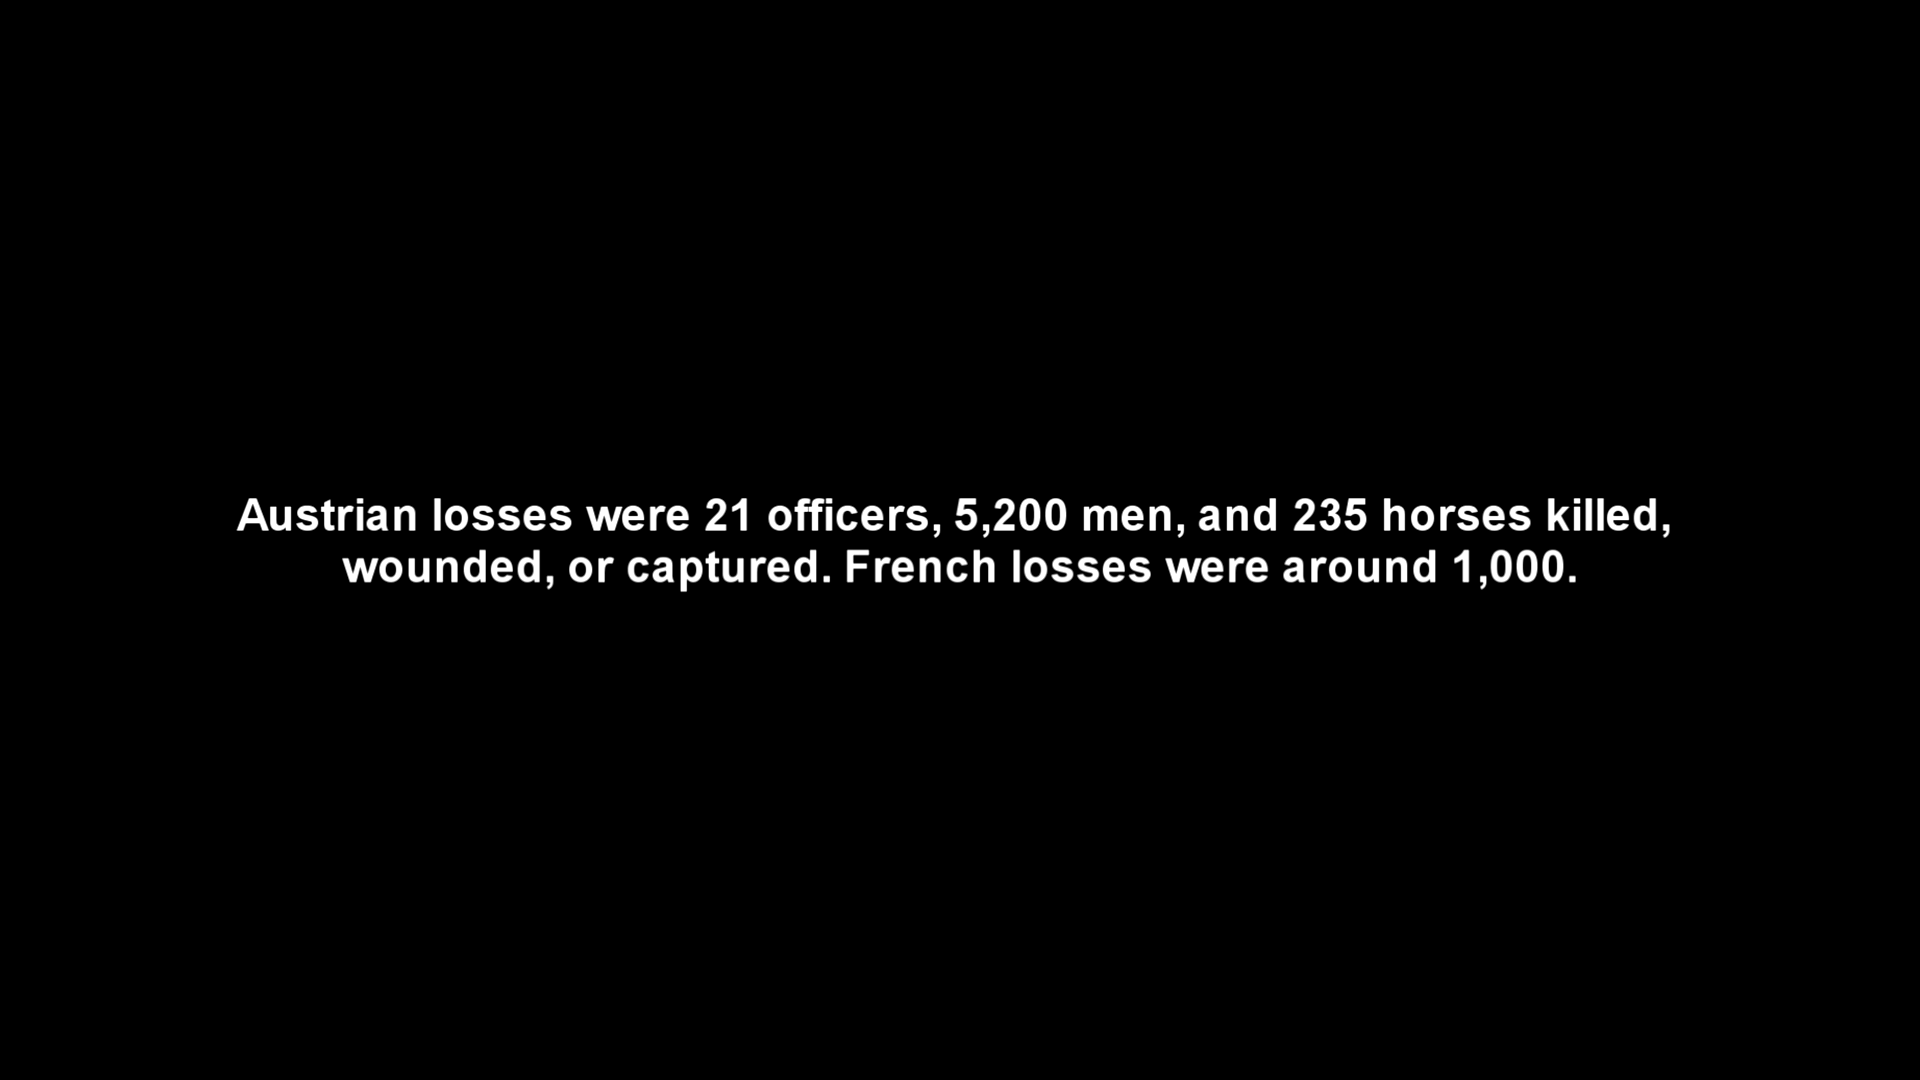 Austrian losses were 21 officers, 5,200 men, and 235 horses killed,
wounded, or captured. French losses were around 1,000.